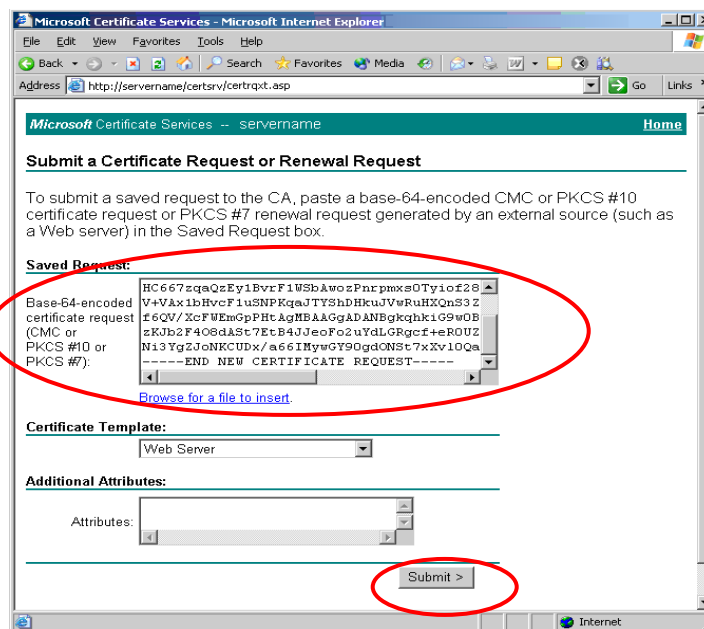 Microsoft Certificate Services - Microsoft Internet Explorer
File Edit View Favorites Tools Help
Back Search Favorites Media
Address http://servername/certsrv/certrqxt.asp Go Links
Microsoft Certificate Services -- servername Home
Submit a Certificate Request or Renewal Request
To submit a saved request to the CA, paste a base-64-encoded CMC or PKCS #10
certificate request or PKCS #7 renewal request generated by an external source (such as
a Web server) in the Saved Request box.
Saved Request:
Base-64-encoded
certificate request
(CMC or
PKCS #10 or
PKCS #7):
HC667zqaQzEy1BvrF1WSbAwozPnrpmxs0Tyiof28
V+VAx1bHvcF1uSNPKqaJTYShDHkuJVwRuHXQnS3Z
f6QV/XcFWEmGpPHtAgMBAAGgADANBgkqhkiG9w0B
zKJb2F4O8dASt7EtB4JJeoFo2uYdLGRgcf+eR0UZ
Ni3YgZJoNKCUDx/a66IMywGY90gdONSt7xXv10Qa
-----END NEW CERTIFICATE REQUEST-----
Browse for a file to insert.
Certificate Template:
Web Server
Additional Attributes:
Attributes:
Submit >
Internet